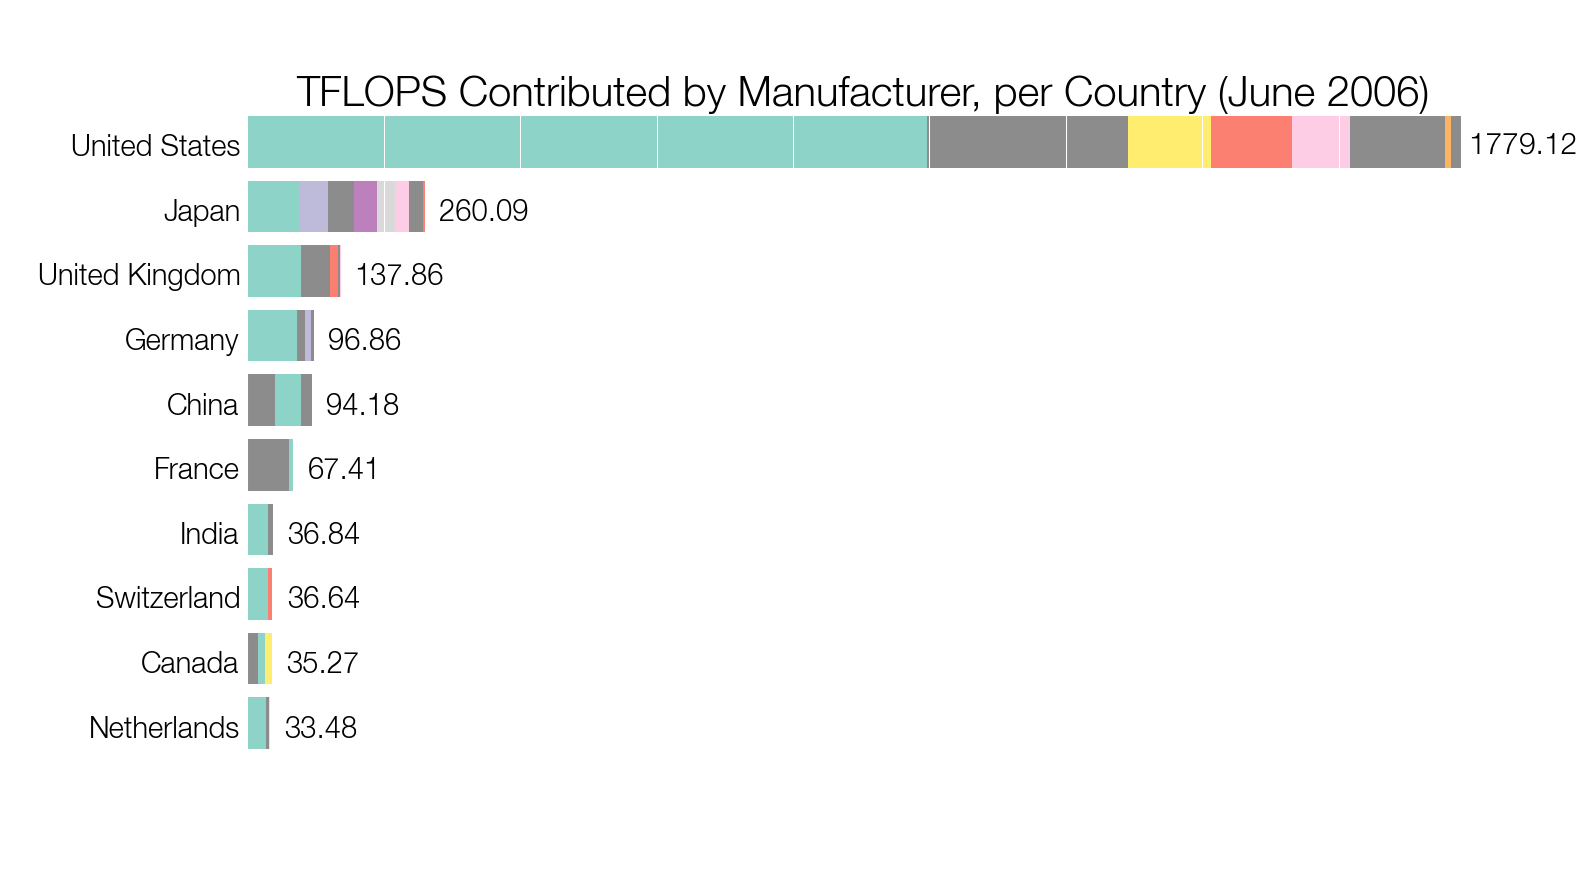 TFLOPS Contributed by Manufacturer, per Country (June 2006)
United States 1779.12
Japan 260.09
United Kingdom 137.86
Germany 96.86
China 94.18
France 67.41
India 36.84
Switzerland 36.64
Canada 35.27
Netherlands 33.48